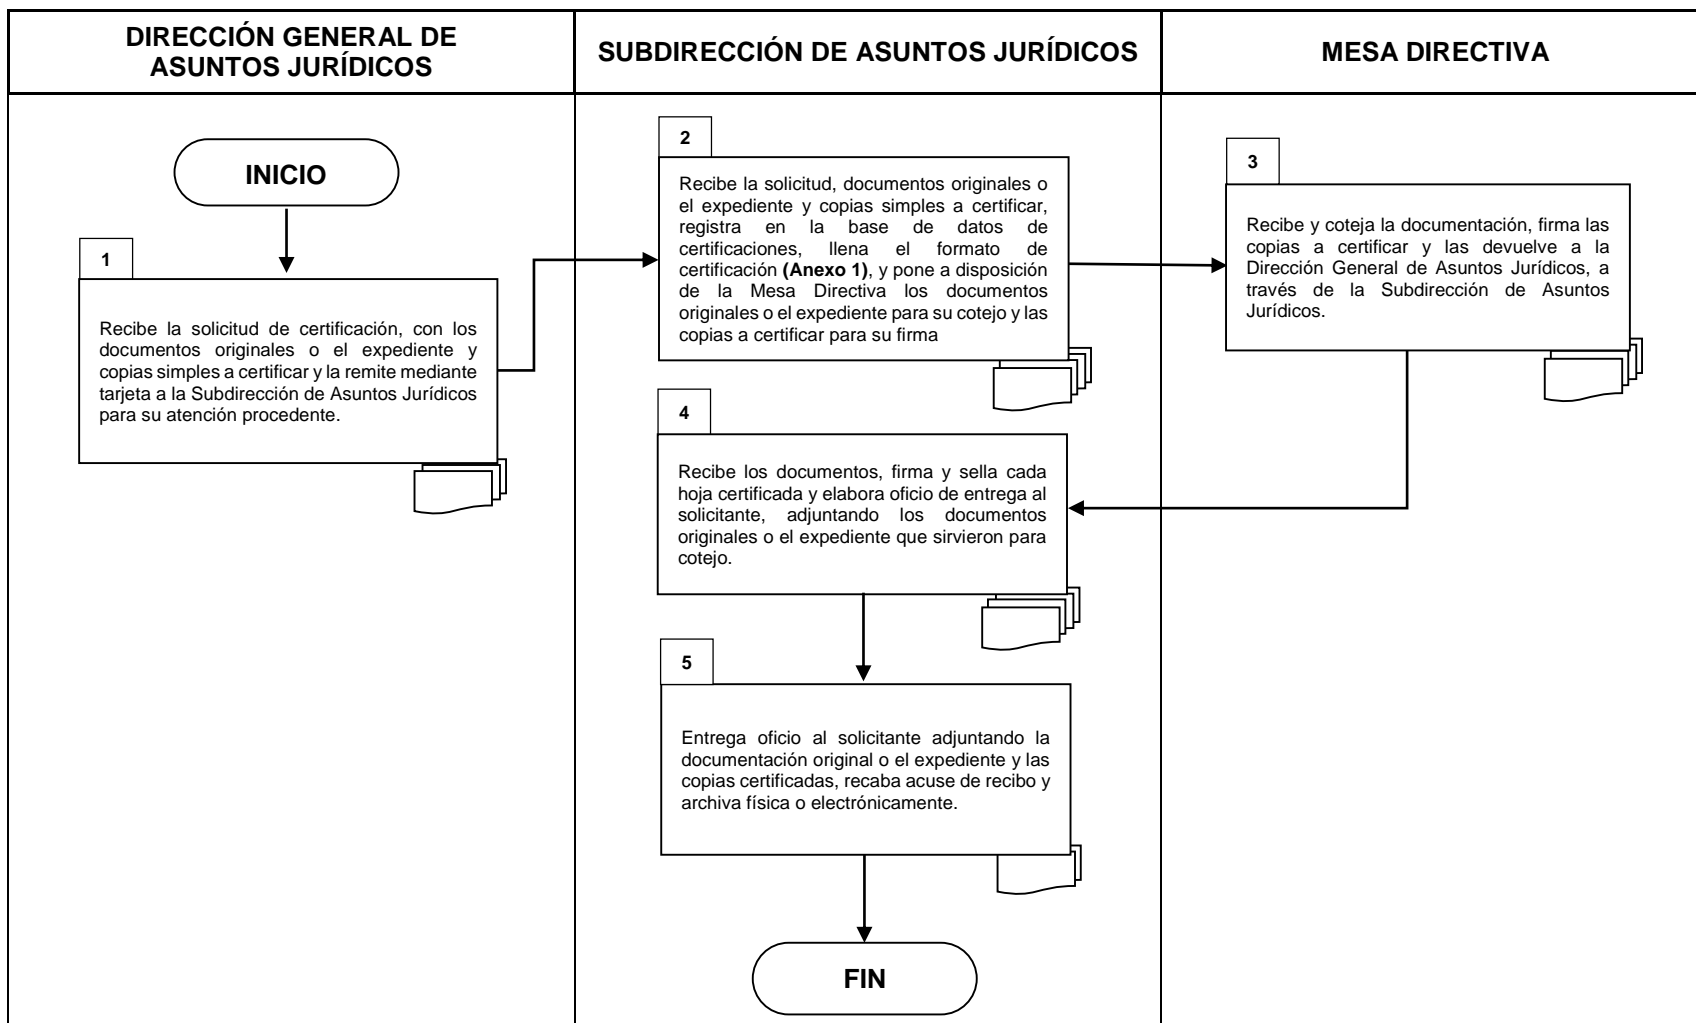 DIRECCIÓN GENERAL DE
ASUNTOS JURÍDICOS
SUBDIRECCIÓN DE ASUNTOS JURÍDICOS
MESA DIRECTIVA
INICIO
1
Recibe la solicitud de certificación, con los
documentos originales o el expediente y
copias simples a certificar y la remite mediante
tarjeta a la Subdirección de Asuntos Jurídicos
para su atención procedente.
2
Recibe la solicitud, documentos originales o
el expediente y copias simples a certificar,
registra en la base de datos de
certificaciones, llena el formato de
certificación (Anexo 1), y pone a disposición
de la Mesa Directiva los documentos
originales o el expediente para su cotejo y las
copias a certificar para su firma
3
Recibe y coteja la documentación, firma las
copias a certificar y las devuelve a la
Dirección General de Asuntos Jurídicos, a
través de la Subdirección de Asuntos
Jurídicos.
4
Recibe los documentos, firma y sella cada
hoja certificada y elabora oficio de entrega al
solicitante, adjuntando los documentos
originales o el expediente que sirvieron para
cotejo.
5
Entrega oficio al solicitante adjuntando la
documentación original o el expediente y las
copias certificadas, recaba acuse de recibo y
archiva física o electrónicamente.
FIN